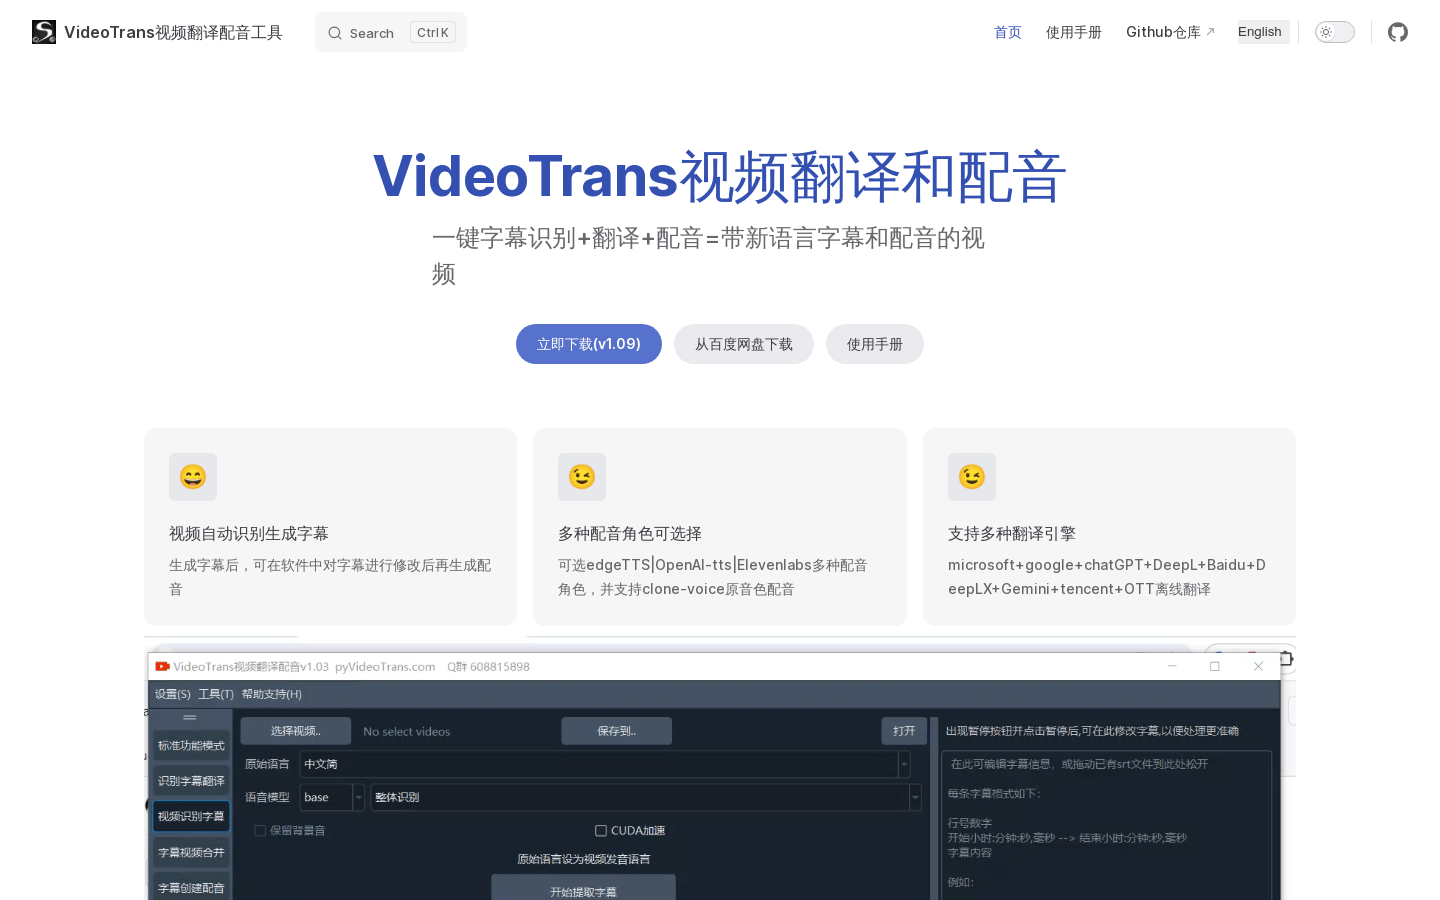 VideoTrans视频翻译配音工具
Search
Ctrl K
首页
使用手册
Github仓库
English
VideoTrans视频翻译和配音
一键字幕识别+翻译+配音=带新语言字幕和配音的视
频
立即下载(v1.09)
从百度网盘下载
使用手册
视频自动识别生成字幕
生成字幕后，可在软件中对字幕进行修改后再生成配
音
多种配音角色可选择
可选edgeTTS|OpenAI-tts|Elevenlabs多种配音
角色，并支持clone-voice原音色配音
支持多种翻译引擎
microsoft+google+chatGPT+DeepL+Baidu+D
eepLX+Gemini+tencent+OTT离线翻译
VideoTrans视频翻译配音v1.03 pyVideoTrans.com Q群 608815898
设置(S) 工具(T) 帮助支持(H)
标准功能模式
识别字幕翻译
视频识别字幕
字幕视频合并
字幕创建配音
选择视频..
No select videos
保存到..
打开
原始语言
中文简
语音模型
base
整体识别
保留背景音
CUDA加速
原始语言设为视频发音语言
开始提取字幕
出现暂停按钮并点击暂停后,可在此修改字幕,以便处理更准确
在此可编辑字幕信息，或拖动已有srt文件到此处松开
每条字幕格式如下:
行号数字
开始小时:分钟:秒,毫秒 --> 结束小时:分钟:秒,毫秒
字幕内容
例如: